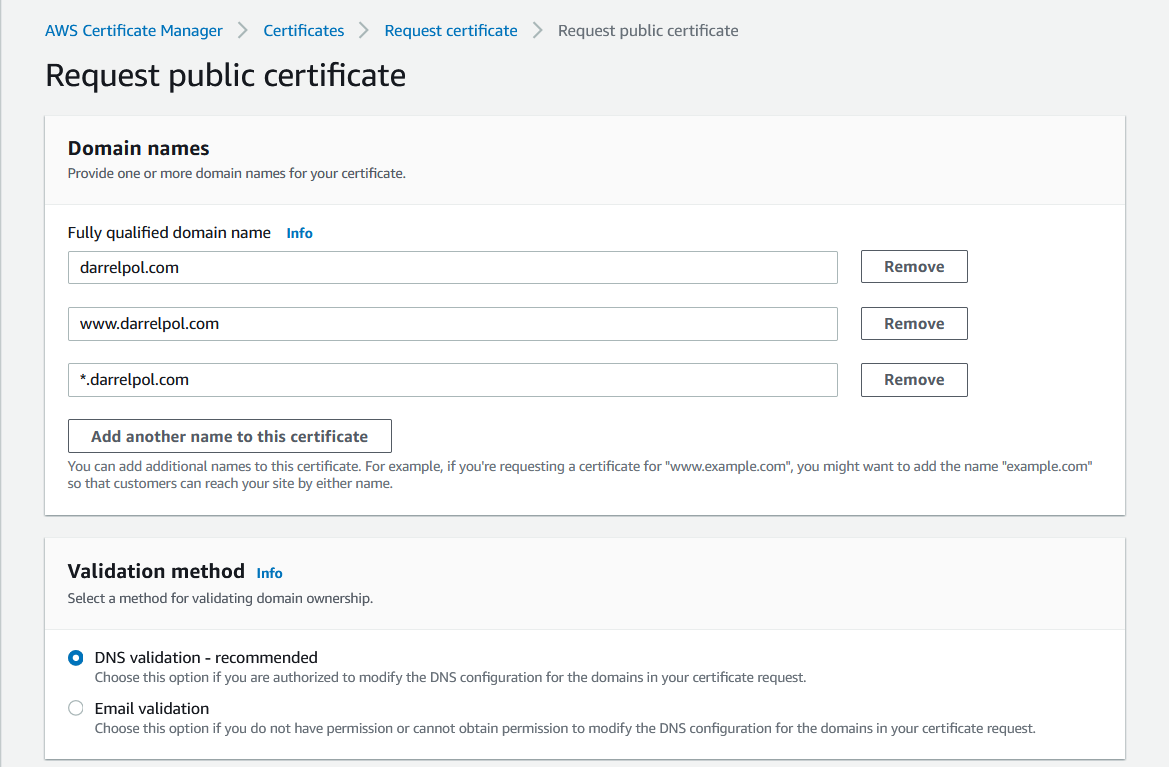 AWS Certificate Manager > Certificates > Request certificate > Request public certificate
Request public certificate
Domain names
Provide one or more domain names for your certificate.
Fully qualified domain name Info
darrelpol.com Remove
www.darrelpol.com Remove
*.darrelpol.com Remove
Add another name to this certificate
You can add additional names to this certificate. For example, if you're requesting a certificate for "www.example.com", you might want to add the name "example.com"
so that customers can reach your site by either name.
Validation method Info
Select a method for validating domain ownership.
DNS validation - recommended
Choose this option if you are authorized to modify the DNS configuration for the domains in your certificate request.
Email validation
Choose this option if you do not have permission or cannot obtain permission to modify the DNS configuration for the domains in your certificate request.